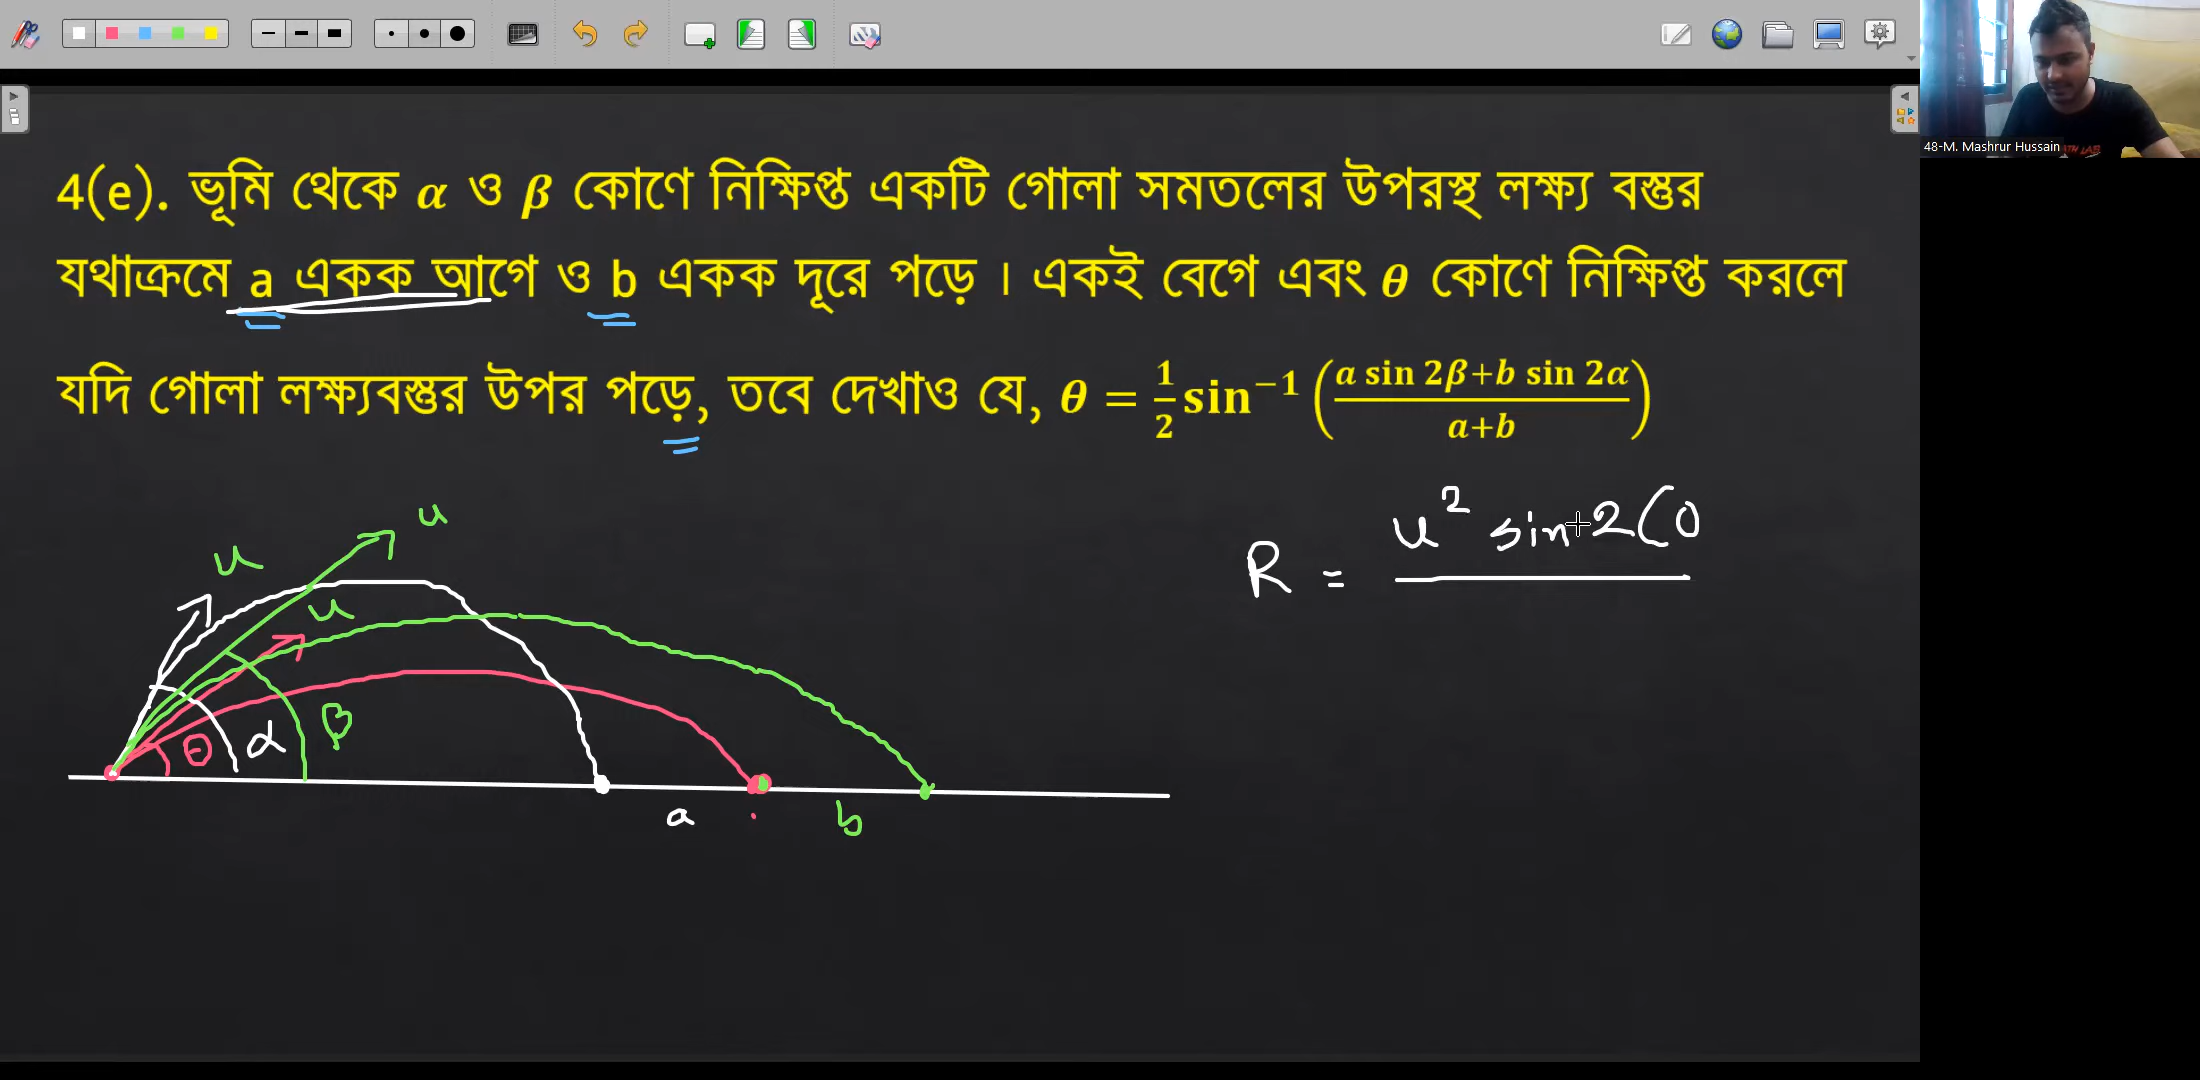 48-M. Mashrur Hussain
4(e). ভূমি থেকে α ও β কোণে নিক্ষিপ্ত একটি গোলা সমতলের উপরস্থ লক্ষ্য বস্তুর
যথাক্রমে a একক আগে ও b একক দূরে পড়ে । একই বেগে এবং θ কোণে নিক্ষিপ্ত করলে
যদি গোলা লক্ষ্যবস্তুর উপর পড়ে, তবে দেখাও যে, θ = 1/2 sin⁻¹ (a sin 2β+b sin 2α / a+b)
R = u² sin 2(0
u
u
u
θ α β
a b